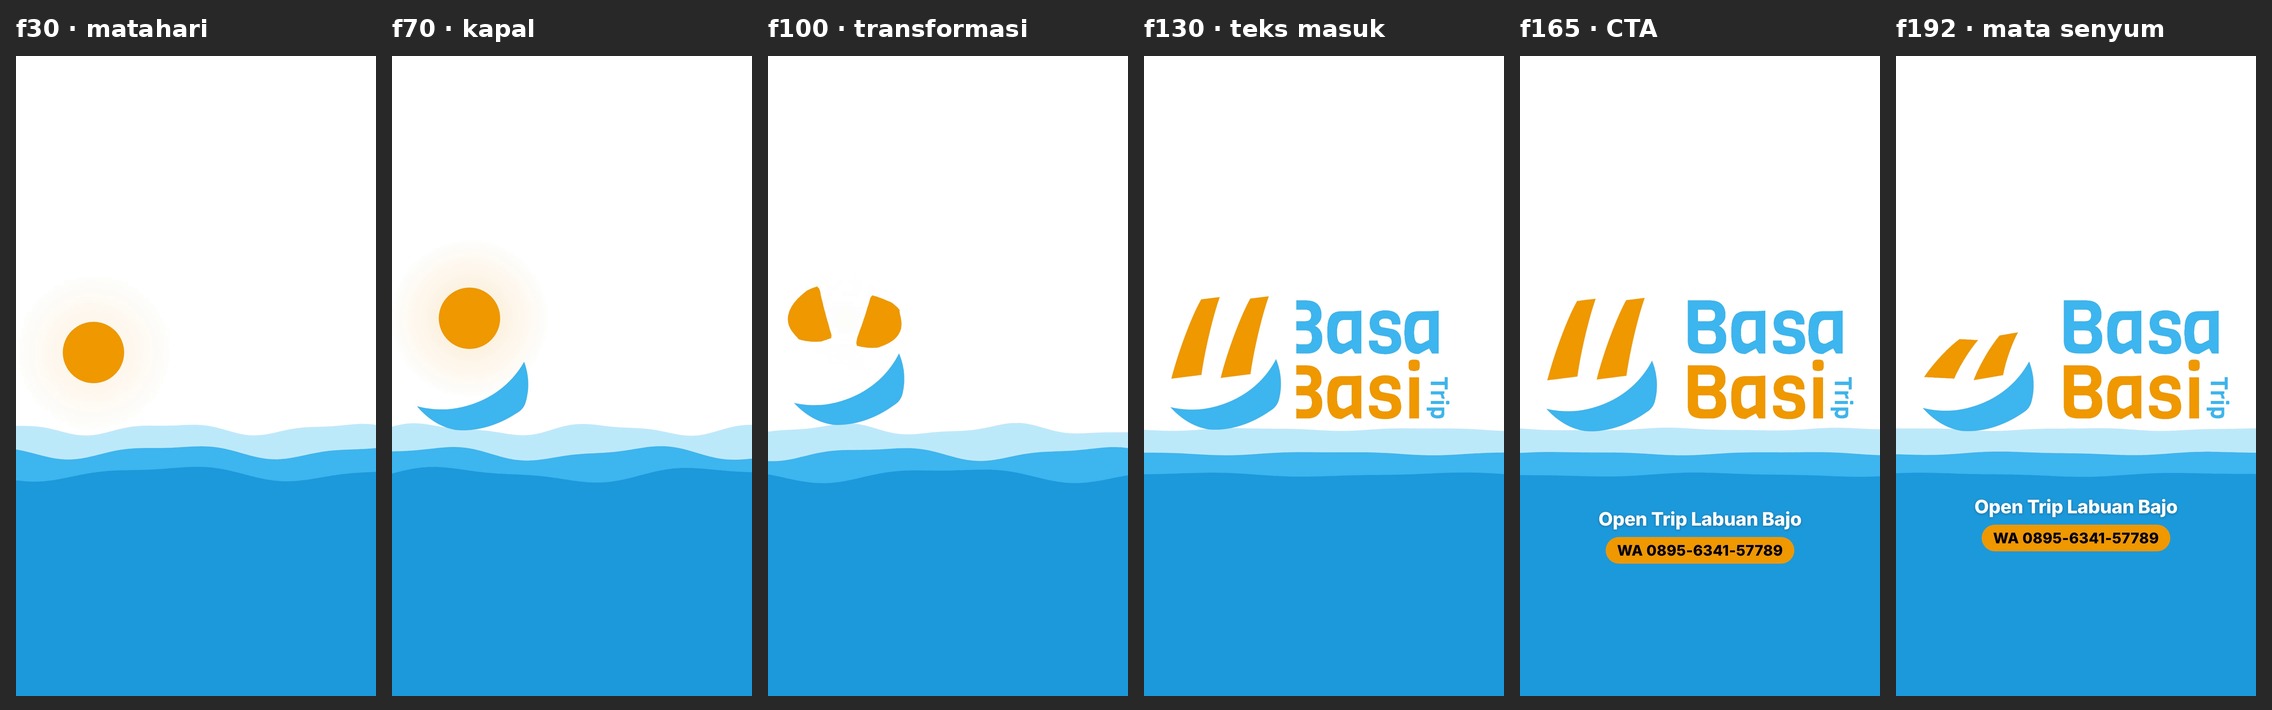 f30 · matahari
f70 · kapal
f100 · transformasi
f130 · teks masuk
f165 · CTA
f192 · mata senyum
Basa
Basi
Trip
Basa
Basi
Trip
Open Trip Labuan Bajo
WA 0895-6341-57789
Basa
Basi
Trip
Open Trip Labuan Bajo
WA 0895-6341-57789